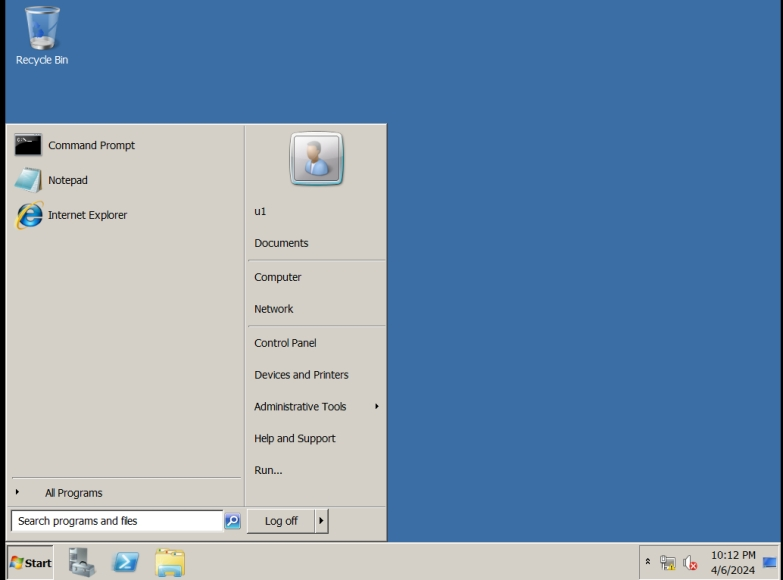 Recycle Bin
Command Prompt
Notepad
Internet Explorer
u1
Documents
Computer
Network
Control Panel
Devices and Printers
Administrative Tools
Help and Support
Run...
All Programs
Search programs and files
Log off
Start
10:12 PM
4/6/2024